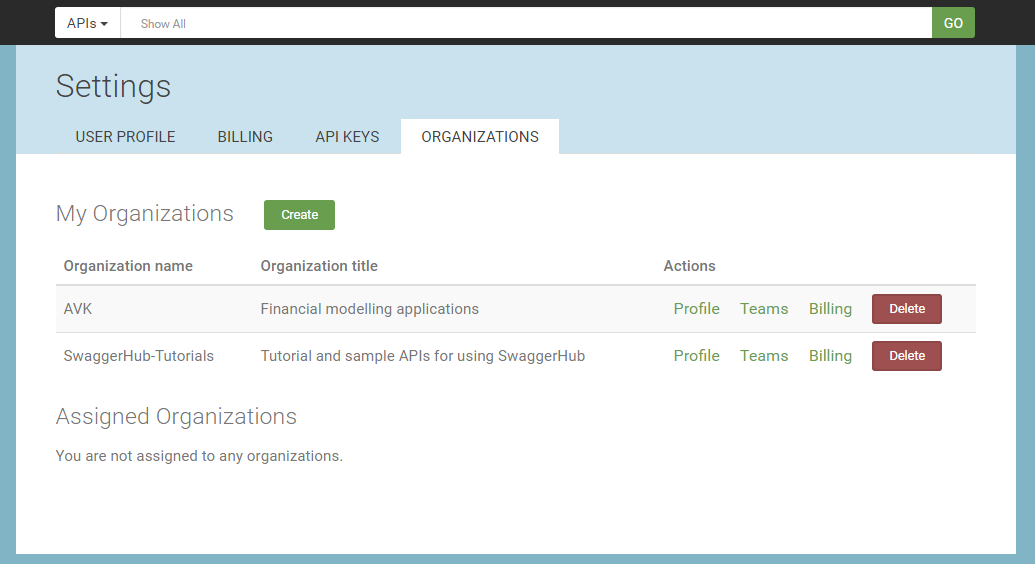 APIs Show All GO
Settings
USER PROFILE BILLING API KEYS ORGANIZATIONS
My Organizations Create
Organization name Organization title Actions
AVK Financial modelling applications Profile Teams Billing Delete
SwaggerHub-Tutorials Tutorial and sample APIs for using SwaggerHub Profile Teams Billing Delete
Assigned Organizations
You are not assigned to any organizations.